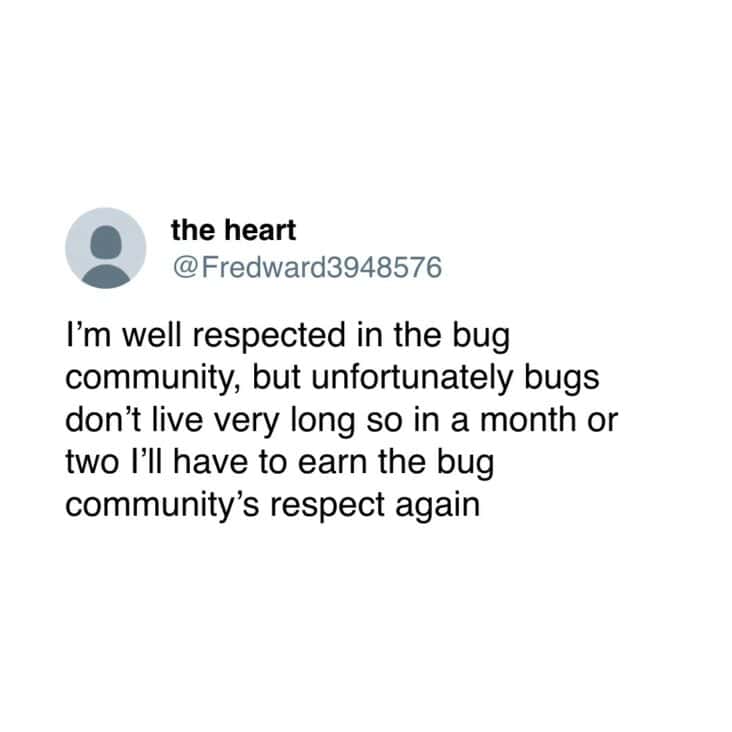 the heart
@Fredward3948576
I’m well respected in the bug
community, but unfortunately bugs
don’t live very long so in a month or
two I’ll have to earn the bug
community’s respect again